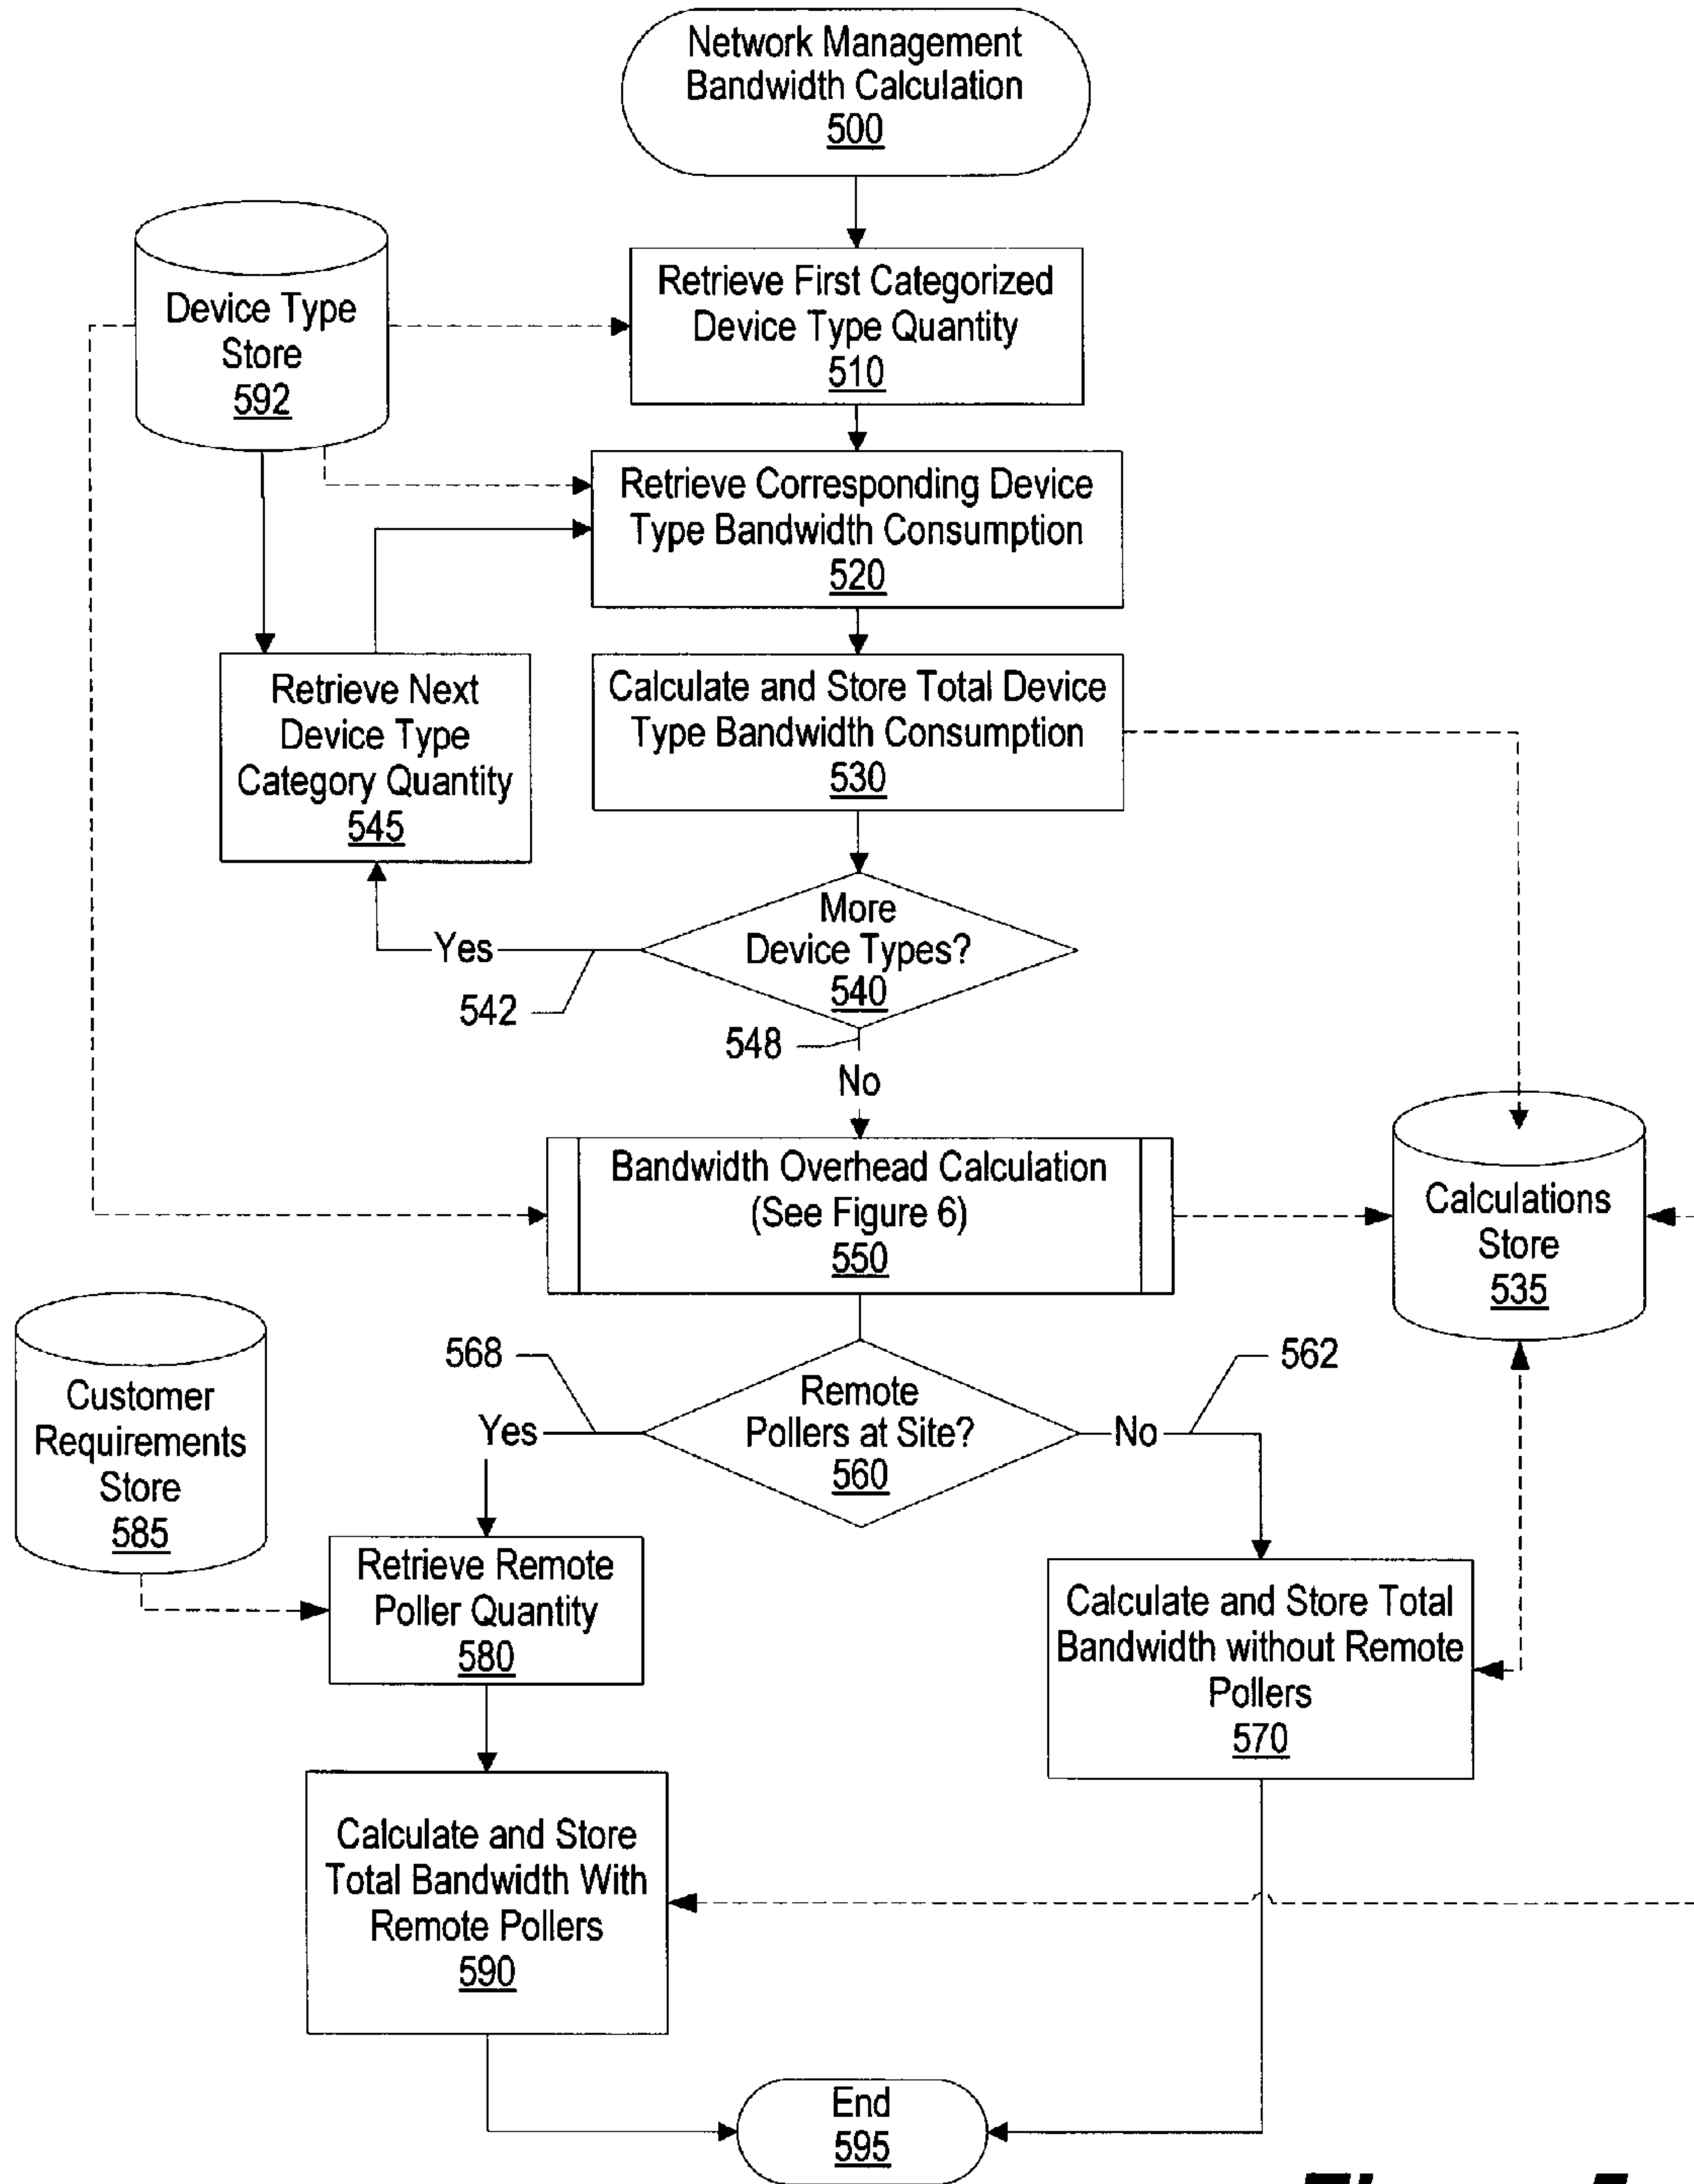 Network Management
Bandwidth Calculation
500
Device Type
Store
592
Retrieve First Categorized
Device Type Quantity
510
Retrieve Corresponding Device
Type Bandwidth Consumption
520
Retrieve Next
Device Type
Category Quantity
545
Calculate and Store Total Device
Type Bandwidth Consumption
530
More
Device Types?
540
Yes
542
548
No
Bandwidth Overhead Calculation
(See Figure 6)
550
Calculations
Store
535
Customer
Requirements
Store
585
568
562
Remote
Pollers at Site?
560
Yes
No
Retrieve Remote
Poller Quantity
580
Calculate and Store Total
Bandwidth without Remote
Pollers
570
Calculate and Store
Total Bandwidth With
Remote Pollers
590
End
595